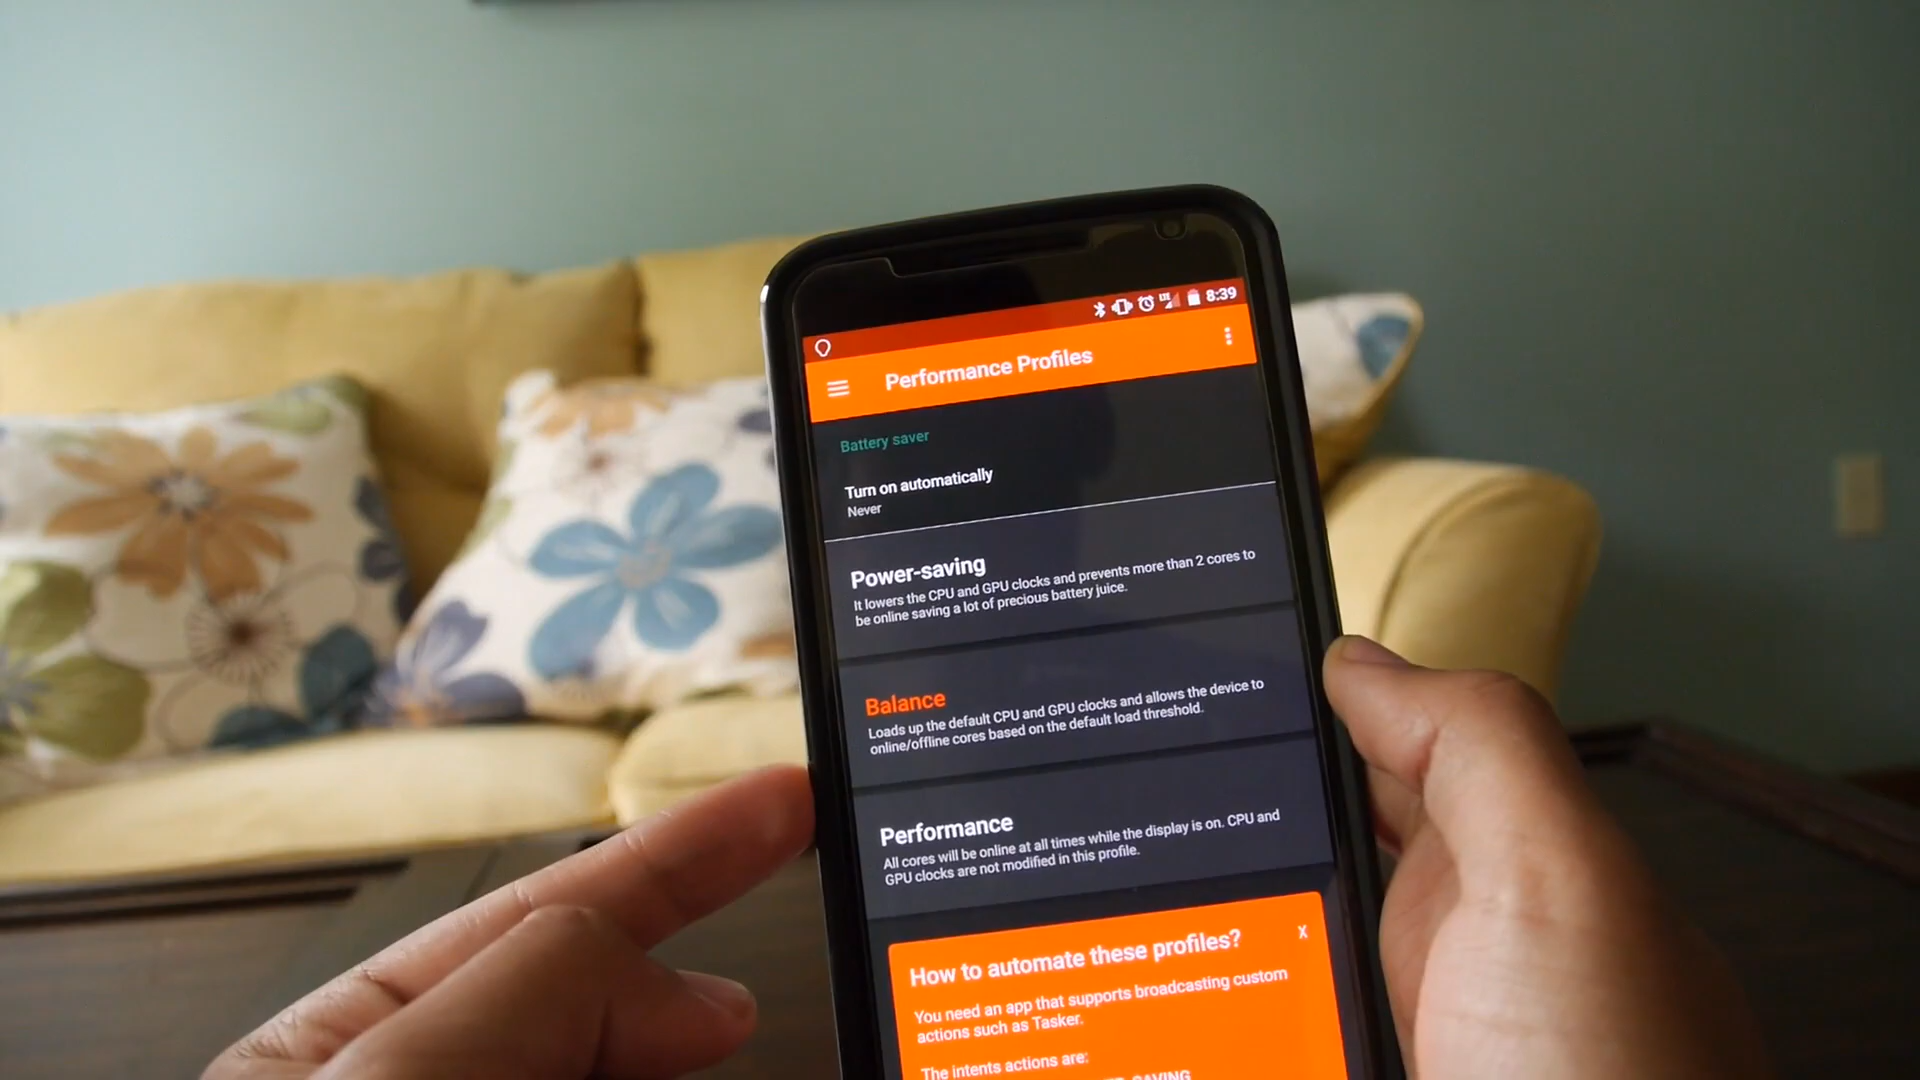 LTE 8:39
Performance Profiles
Battery saver
Turn on automatically
Never
Power-saving
It lowers the CPU and GPU clocks and prevents more than 2 cores to
be online saving a lot of precious battery juice.
Balance
Loads up the default CPU and GPU clocks and allows the device to
online/offline cores based on the default load threshold.
Performance
All cores will be online at all times while the display is on. CPU and
GPU clocks are not modified in this profile.
How to automate these profiles? X
You need an app that supports broadcasting custom
actions such as Tasker.
The intents actions are:
SAVING